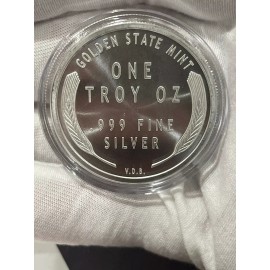 GOLDEN STATE MINT
ONE
TROY OZ
.999 FINE
SILVER
V.D.B.